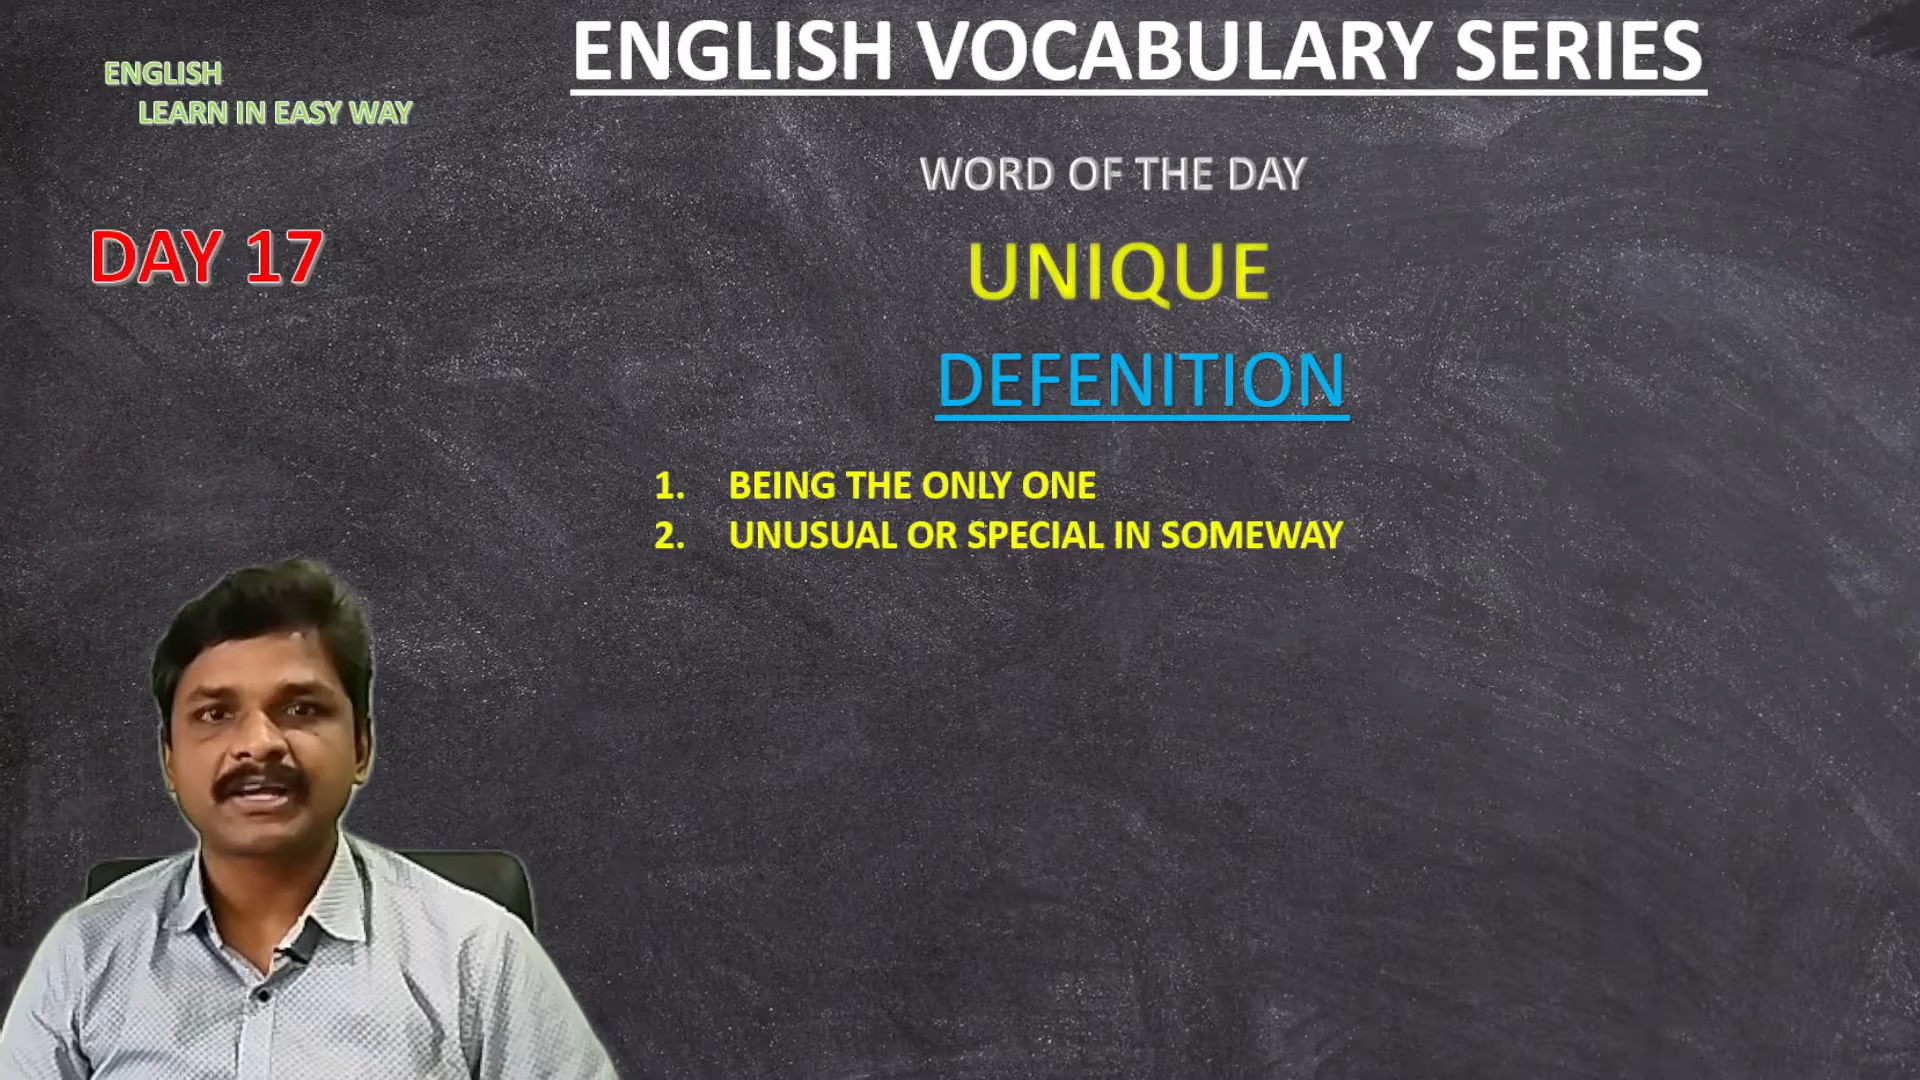 ENGLISH VOCABULARY SERIES
ENGLISH
LEARN IN EASY WAY
WORD OF THE DAY
DAY 17
UNIQUE
DEFENITION
1. BEING THE ONLY ONE
2. UNUSUAL OR SPECIAL IN SOMEWAY